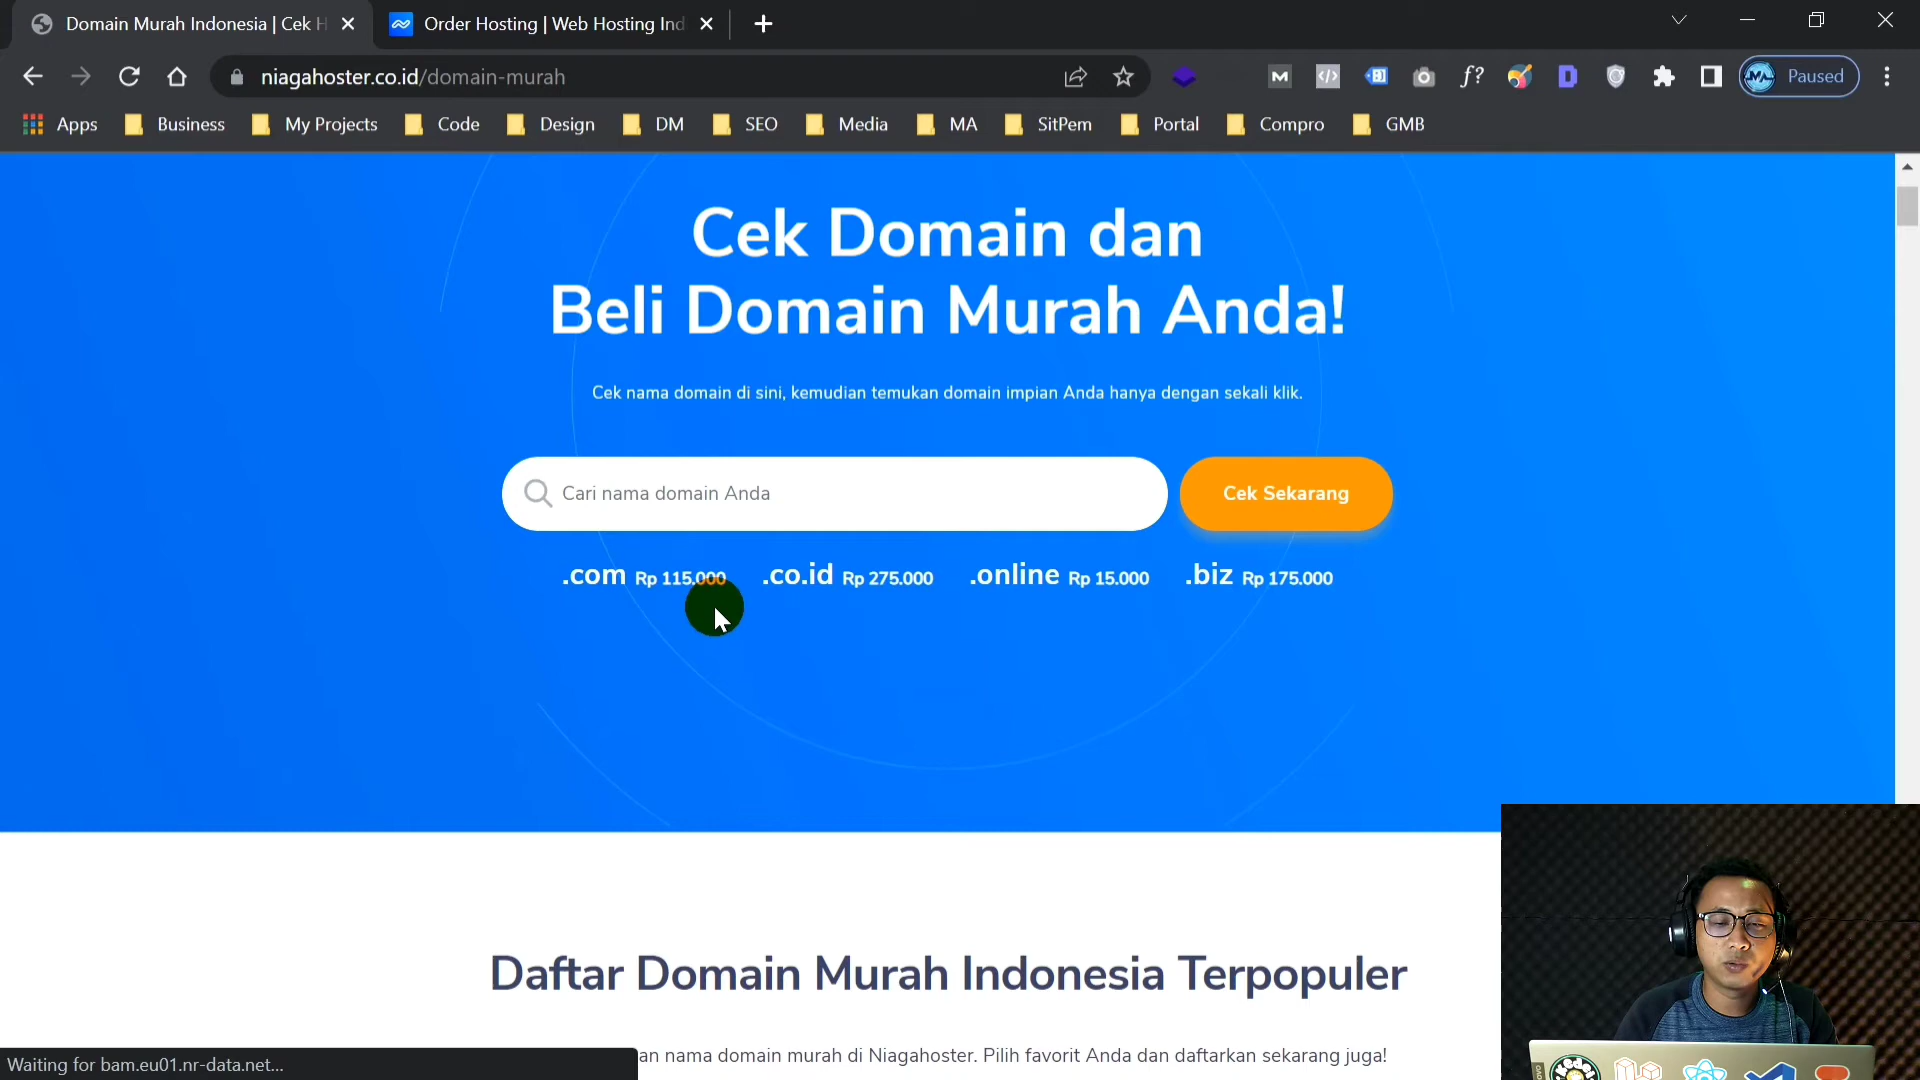 Domain Murah Indonesia | Cek H
Order Hosting | Web Hosting Ind
niagahoster.co.id/domain-murah
Paused
Apps
Business
My Projects
Code
Design
DM
SEO
Media
MA
SitPem
Portal
Compro
GMB
Cek Domain dan
Beli Domain Murah Anda!
Cek nama domain di sini, kemudian temukan domain impian Anda hanya dengan sekali klik.
Cari nama domain Anda
Cek Sekarang
.com Rp 115.000 .co.id Rp 275.000 .online Rp 15.000 .biz Rp 175.000
Daftar Domain Murah Indonesia Terpopuler
an nama domain murah di Niagahoster. Pilih favorit Anda dan daftarkan sekarang juga!
Waiting for bam.eu01.nr-data.net...